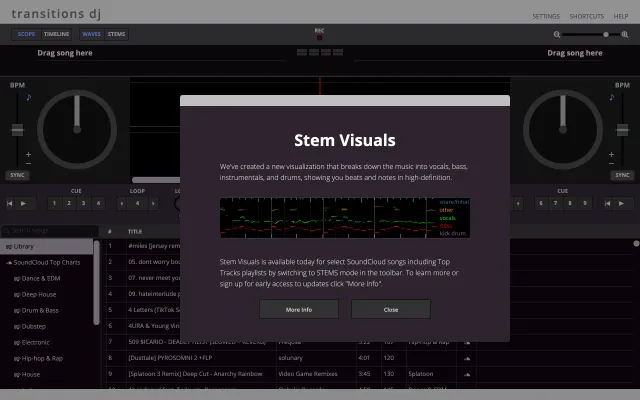 transitions dj
SETTINGS SHORTCUTS HELP
SCOPE TIMELINE WAVES STEMS REC
Drag song here Drag song here
BPM BPM
SYNC SYNC
CUE LOOP CUE
1 2 3 4 4 6 7 8 9
Stem Visuals
We've created a new visualization that breaks down the music into vocals, bass,
instrumentals, and drums, showing you beats and notes in high-definition.
snare/hihat
other
vocals
kick drum
Stem Visuals is available today for select SoundCloud songs including Top
Tracks playlists by switching to STEMS mode in the toolbar. To learn more or
sign up for early access to updates click "More info".
More Info Close
Search songs
# TITLE
Library
SoundCloud Top Charts
Dance & EDM
Deep House
Drum & Bass
Dubstep
Electronic
Hip-hop & Rap
House
1 #miles [jersey rem
2 05. dont worry bou
3 07. never meet you
4 09. hateinterlude p
5 4 Letters (TikTok S
6 4URA & Young Vin
7
8 [Dusttale] PYROSOMNI 2 +FLP solunary 4:01 120
9 [Splatoon 3 Remix] Deep Cut - Anarchy Rainbow Video Game Remixes 3:45 130 Splatoon